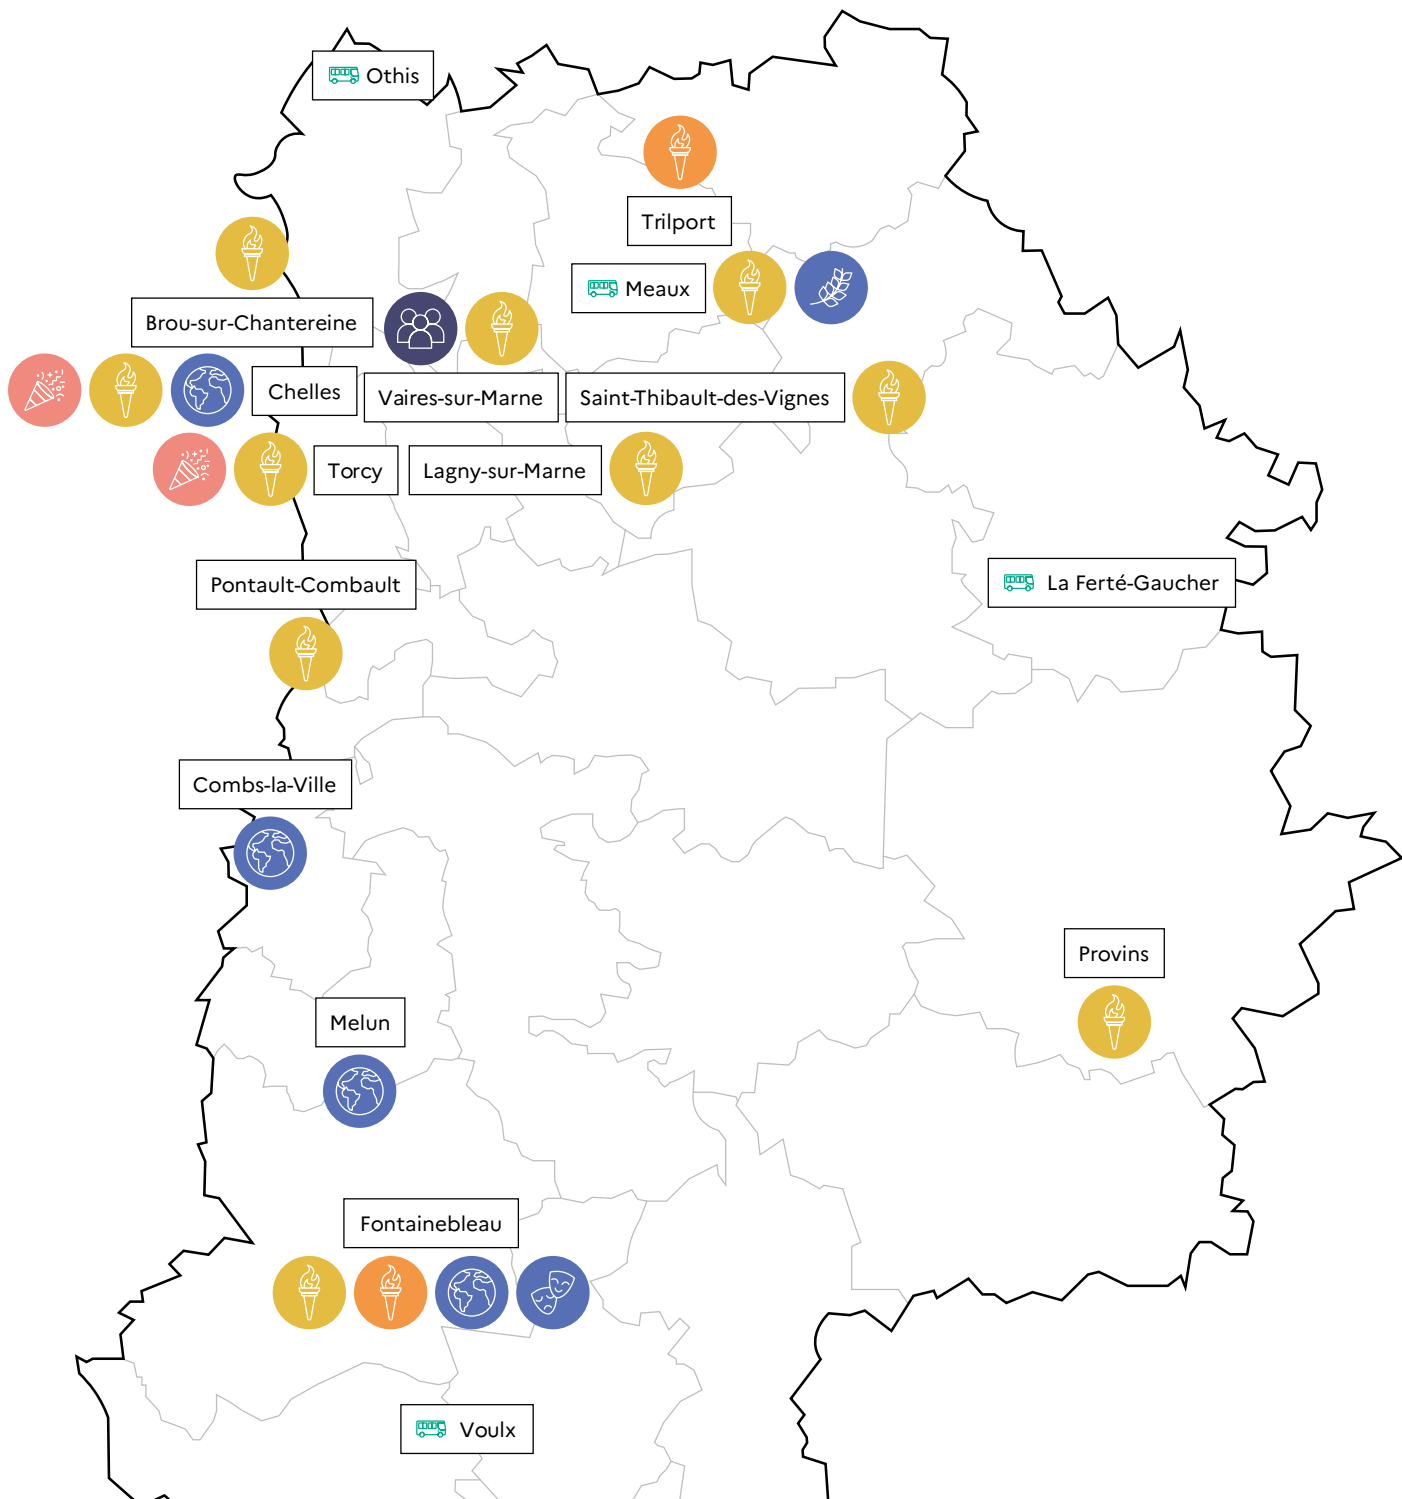 Othis
Trilport
Meaux
Brou-sur-Chantereine
Chelles
Vaires-sur-Marne
Saint-Thibault-des-Vignes
Torcy
Lagny-sur-Marne
Pontault-Combault
La Ferté-Gaucher
Combs-la-Ville
Provins
Melun
Fontainebleau
Voulx